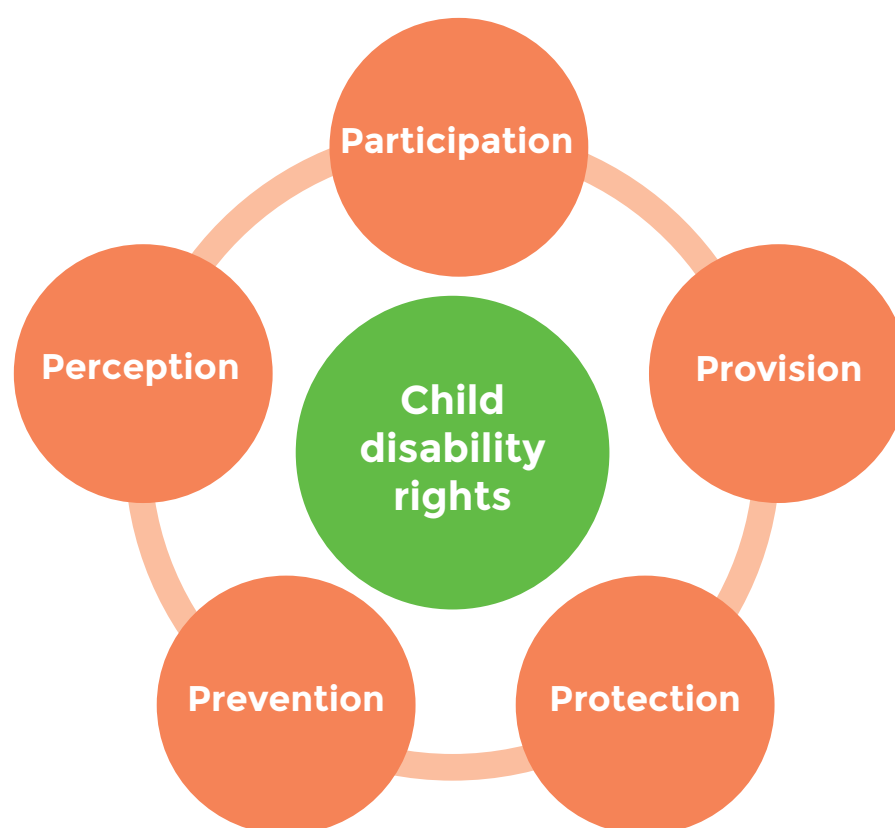 Participation
Perception
Provision
Child
disability
rights
Prevention
Protection